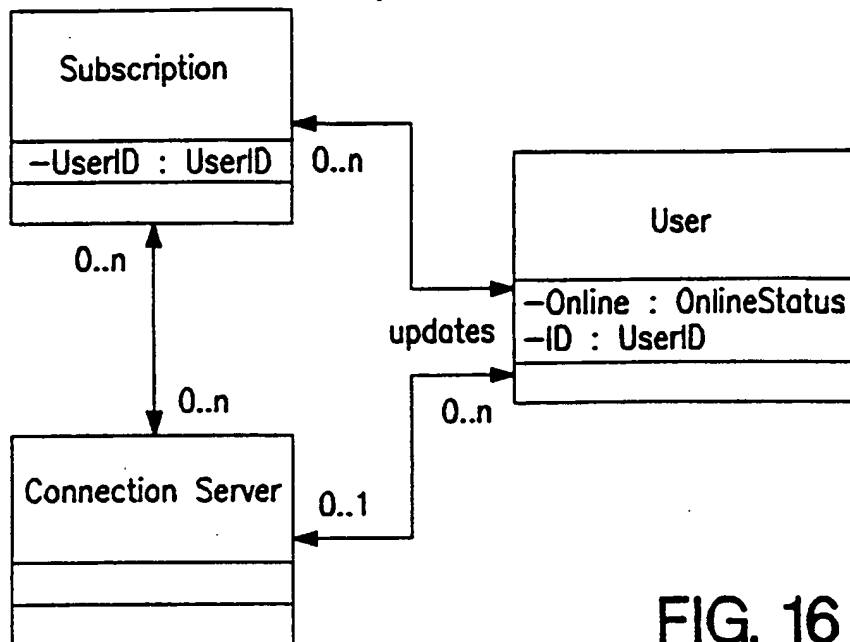 Subscription
–UserID : UserID
0..n
0..n
User
–Online : OnlineStatus
–ID : UserID
updates
0..n
0..n
Connection Server
0..1
FIG. 16